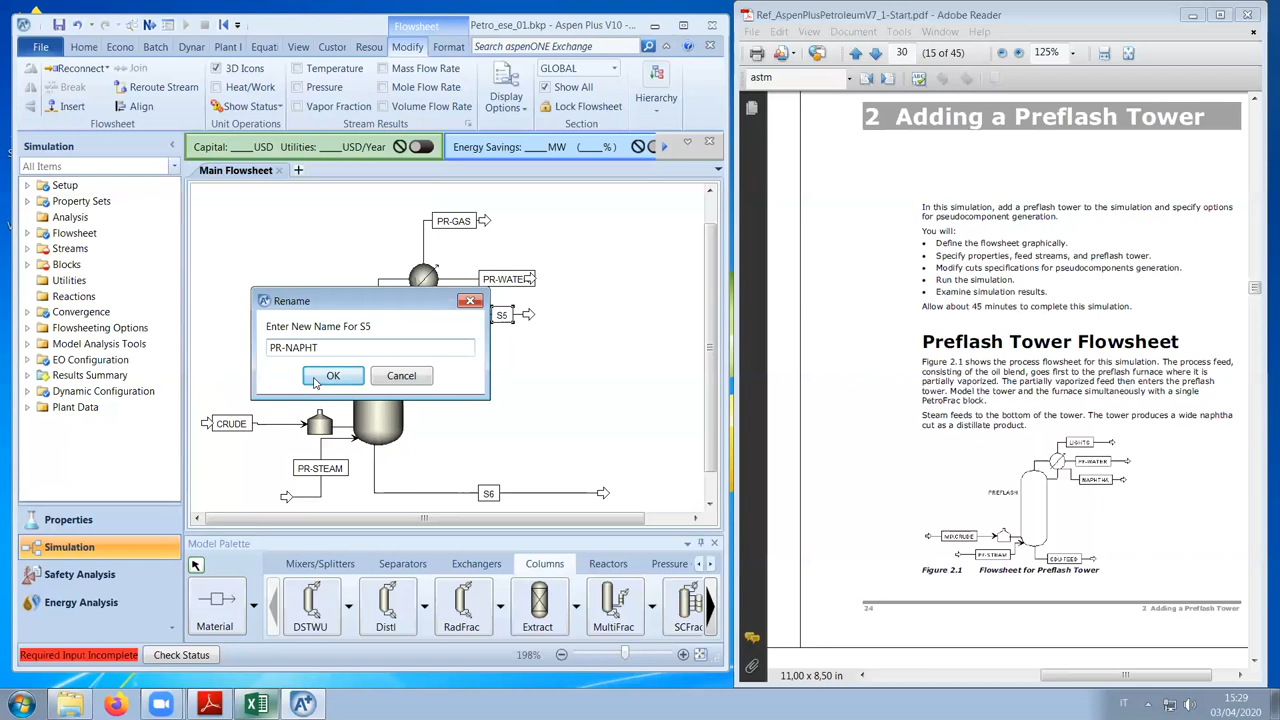 Flowsheet
Petro_ese_01.bkp - Aspen Plus V10 -...
File
Home
Econo
Batch
Dynar
Plant I
Equat
View
Custor
Resou
Modify
Format
Search aspenONE Exchange
Reconnect
Join
Break
Reroute Stream
Insert
Align
Flowsheet
3D Icons
Heat/Work
Show Status
Unit Operations
Temperature
Mass Flow Rate
Pressure
Mole Flow Rate
Vapor Fraction
Volume Flow Rate
Stream Results
Display
Options
GLOBAL
Show All
Lock Flowsheet
Section
Hierarchy
Capital: ____USD Utilities: ____USD/Year
Energy Savings: ____MW (____%)
Simulation
All Items
Setup
Property Sets
Analysis
Flowsheet
Streams
Blocks
Utilities
Reactions
Convergence
Flowsheeting Options
Model Analysis Tools
EO Configuration
Results Summary
Dynamic Configuration
Plant Data
Properties
Simulation
Safety Analysis
Energy Analysis
Main Flowsheet
PR-GAS
PR-WATE
S5
Rename
Enter New Name For S5
PR-NAPHT
OK
Cancel
CRUDE
PR-STEAM
S6
Model Palette
Mixers/Splitters
Separators
Exchangers
Columns
Reactors
Pressure
Material
DSTWU
Distl
RadFrac
Extract
MultiFrac
SCFrac
Required Input Incomplete
Check Status
198%
Ref_AspenPlusPetroleumV7_1-Start.pdf - Adobe Reader
File
Edit
View
Document
Tools
Window
Help
30
(15 of 45)
125%
astm
2 Adding a Preflash Tower
In this simulation, add a preflash tower to the simulation and specify options
for pseudocomponent generation.
You will:
• Define the flowsheet graphically.
• Specify properties, feed streams, and preflash tower.
• Modify cuts specifications for pseudocomponents generation.
• Run the simulation.
• Examine simulation results.
Allow about 45 minutes to complete this simulation.
Preflash Tower Flowsheet
Figure 2.1 shows the process flowsheet for this simulation. The process feed,
consisting of the oil blend, goes first to the preflash furnace where it is
partially vaporized. The partially vaporized feed then enters the preflash
tower. Model the tower and the furnace simultaneously with a single
PetroFrac block.
Steam feeds to the bottom of the tower. The tower produces a wide naphtha
cut as a distillate product.
LIGHTS
PF-WATER
NAPHTHA
PREFLASH
MIXCRUDE
PF-STEAM
CDU-FEED
Figure 2.1 Flowsheet for Preflash Tower
24
2 Adding a Preflash Tower
11,00 x 8,50 in
IT
15:29
03/04/2020